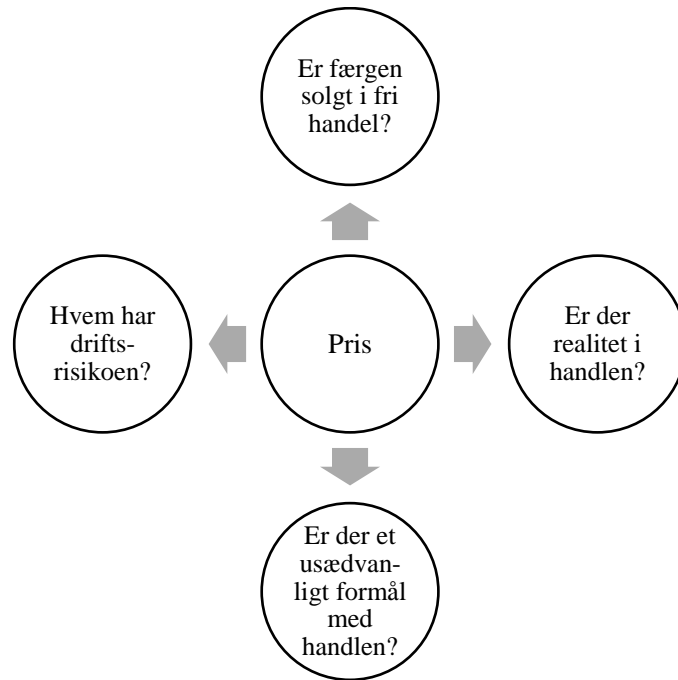 Er færgen
solgt i fri
handel?
Hvem har
drifts-
risikoen?
Pris
Er der
realitet i
handlen?
Er der et
usædvan-
ligt formål
med
handlen?